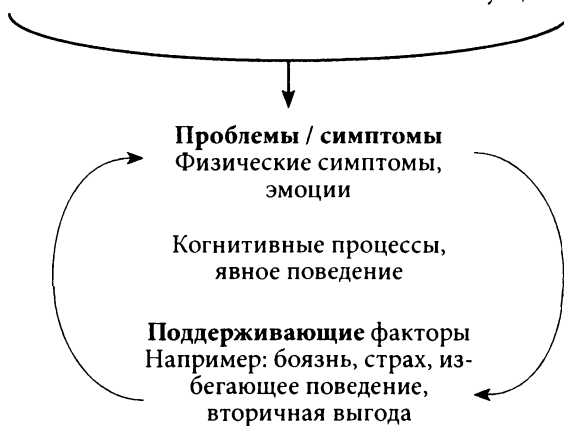 Проблемы / симптомы
Физические симптомы,
эмоции
Когнитивные процессы,
явное поведение
Поддерживающие факторы
Например: боязнь, страх, из-
бегающее поведение,
вторичная выгода